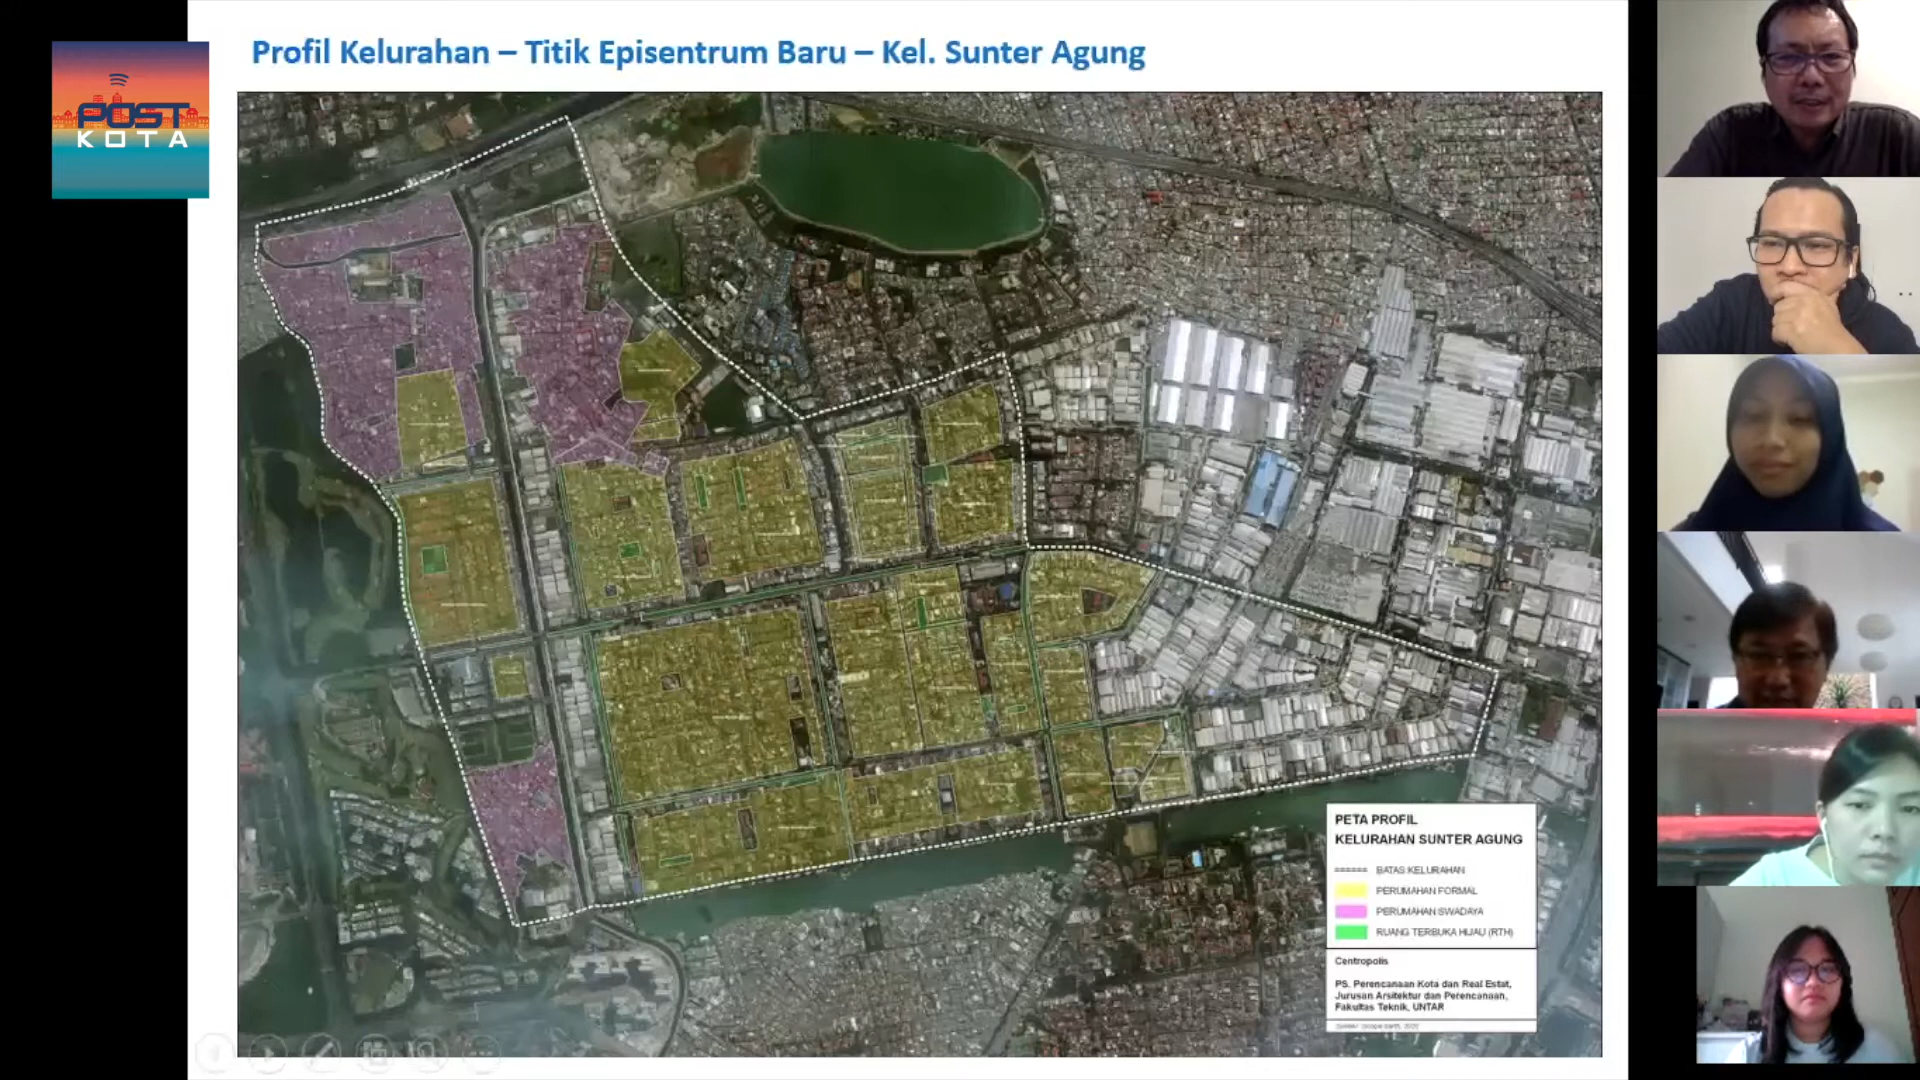 Profil Kelurahan – Titik Episentrum Baru – Kel. Sunter Agung
POST
KOTA
PETA PROFIL
KELURAHAN SUNTER AGUNG
BATAS KELURAHAN
PERUMAHAN FORMAL
PERUMAHAN SWADAYA
RUANG TERBUKA HIJAU (RTH)
Centropolis
PS. Perencanaan Kota dan Real Estat,
Jurusan Arsitektur dan Perencanaan,
Fakultas Teknik, UNTAR